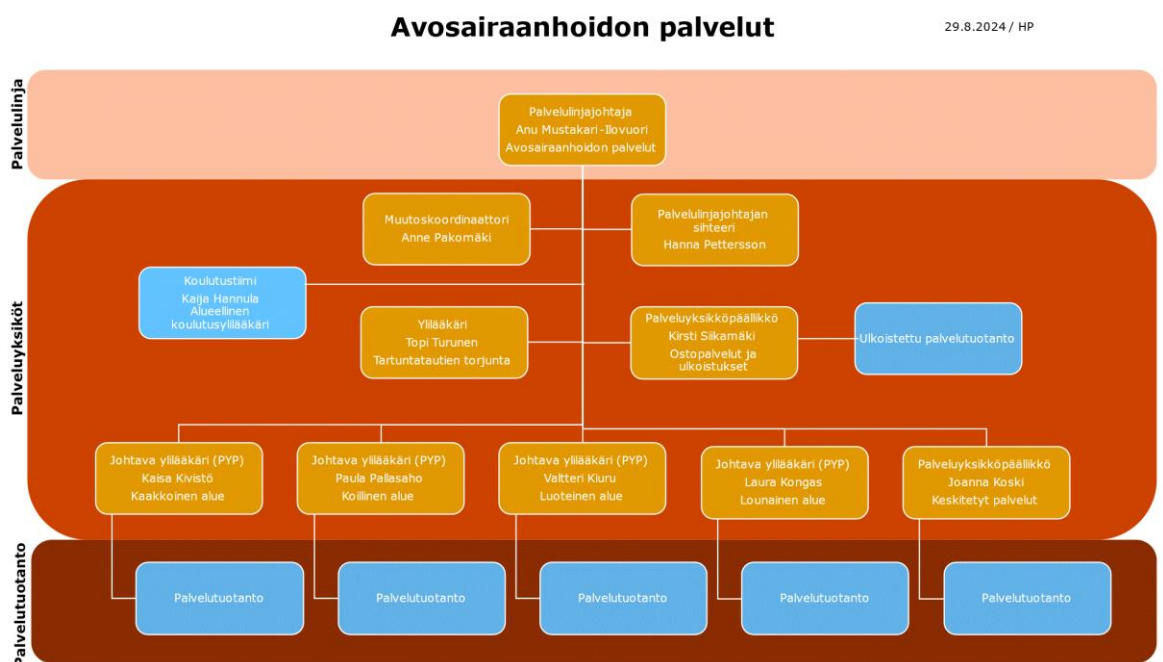 Avosairaanhoidon palvelut
29.8.2024 / HP
Palvelulinja
Palvelulinjajohtaja
Anu Mustakari-Ilovuori
Avosairaanhoidon palvelut
Palveluyksiköt
Muutoskoordinaattori
Anne Pakomäki
Palvelulinjajohtajan
sihteeri
Hanna Pettersson
Koulutustiimi
Kaija Hannula
Alueellinen
koulutusylilääkäri
Ylilääkäri
Topi Turunen
Tartuntatautien torjunta
Palveluyksikköpäällikkö
Kirsti Siikamäki
Ostopalvelut ja
ulkoistukset
Ulkoistettu palvelutuotanto
Johtava ylilääkäri (PYP)
Kaisa Kivistö
Kaakkoinen alue
Johtava ylilääkäri (PYP)
Paula Pallasaho
Koillinen alue
Johtava ylilääkäri (PYP)
Valtteri Kiuru
Luoteinen alue
Johtava ylilääkäri (PYP)
Laura Kongas
Lounainen alue
Palveluyksikköpäällikkö
Joanna Koski
Keskitetyt palvelut
Palvelutuotanto
Palvelutuotanto
Palvelutuotanto
Palvelutuotanto
Palvelutuotanto
Palvelutuotanto